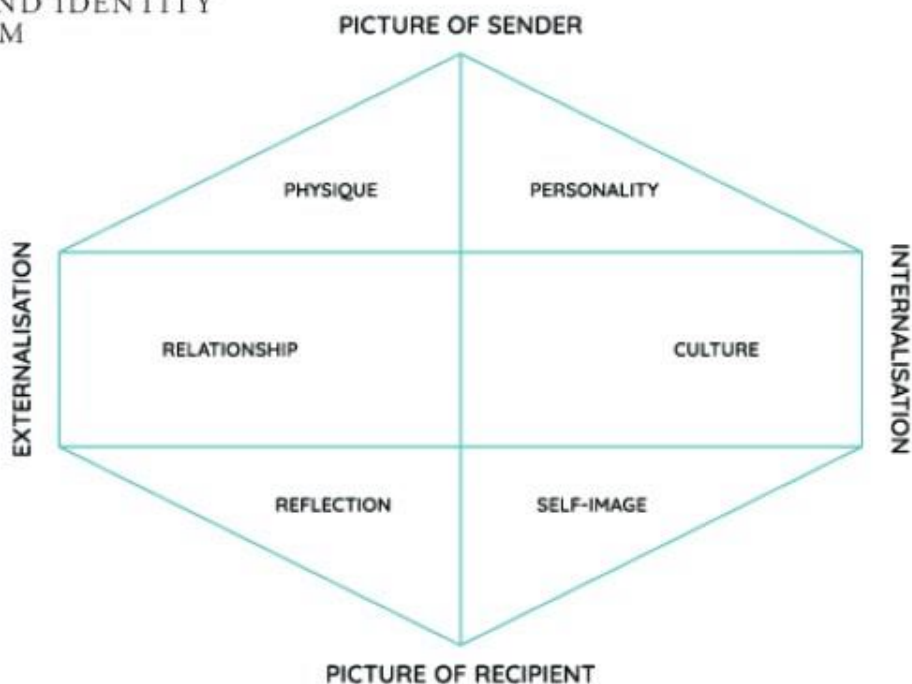 ND IDENTITY
M
PICTURE OF SENDER
PHYSIQUE PERSONALITY
EXTERNALISATION
INTERNALISATION
RELATIONSHIP CULTURE
REFLECTION SELF-IMAGE
PICTURE OF RECIPIENT